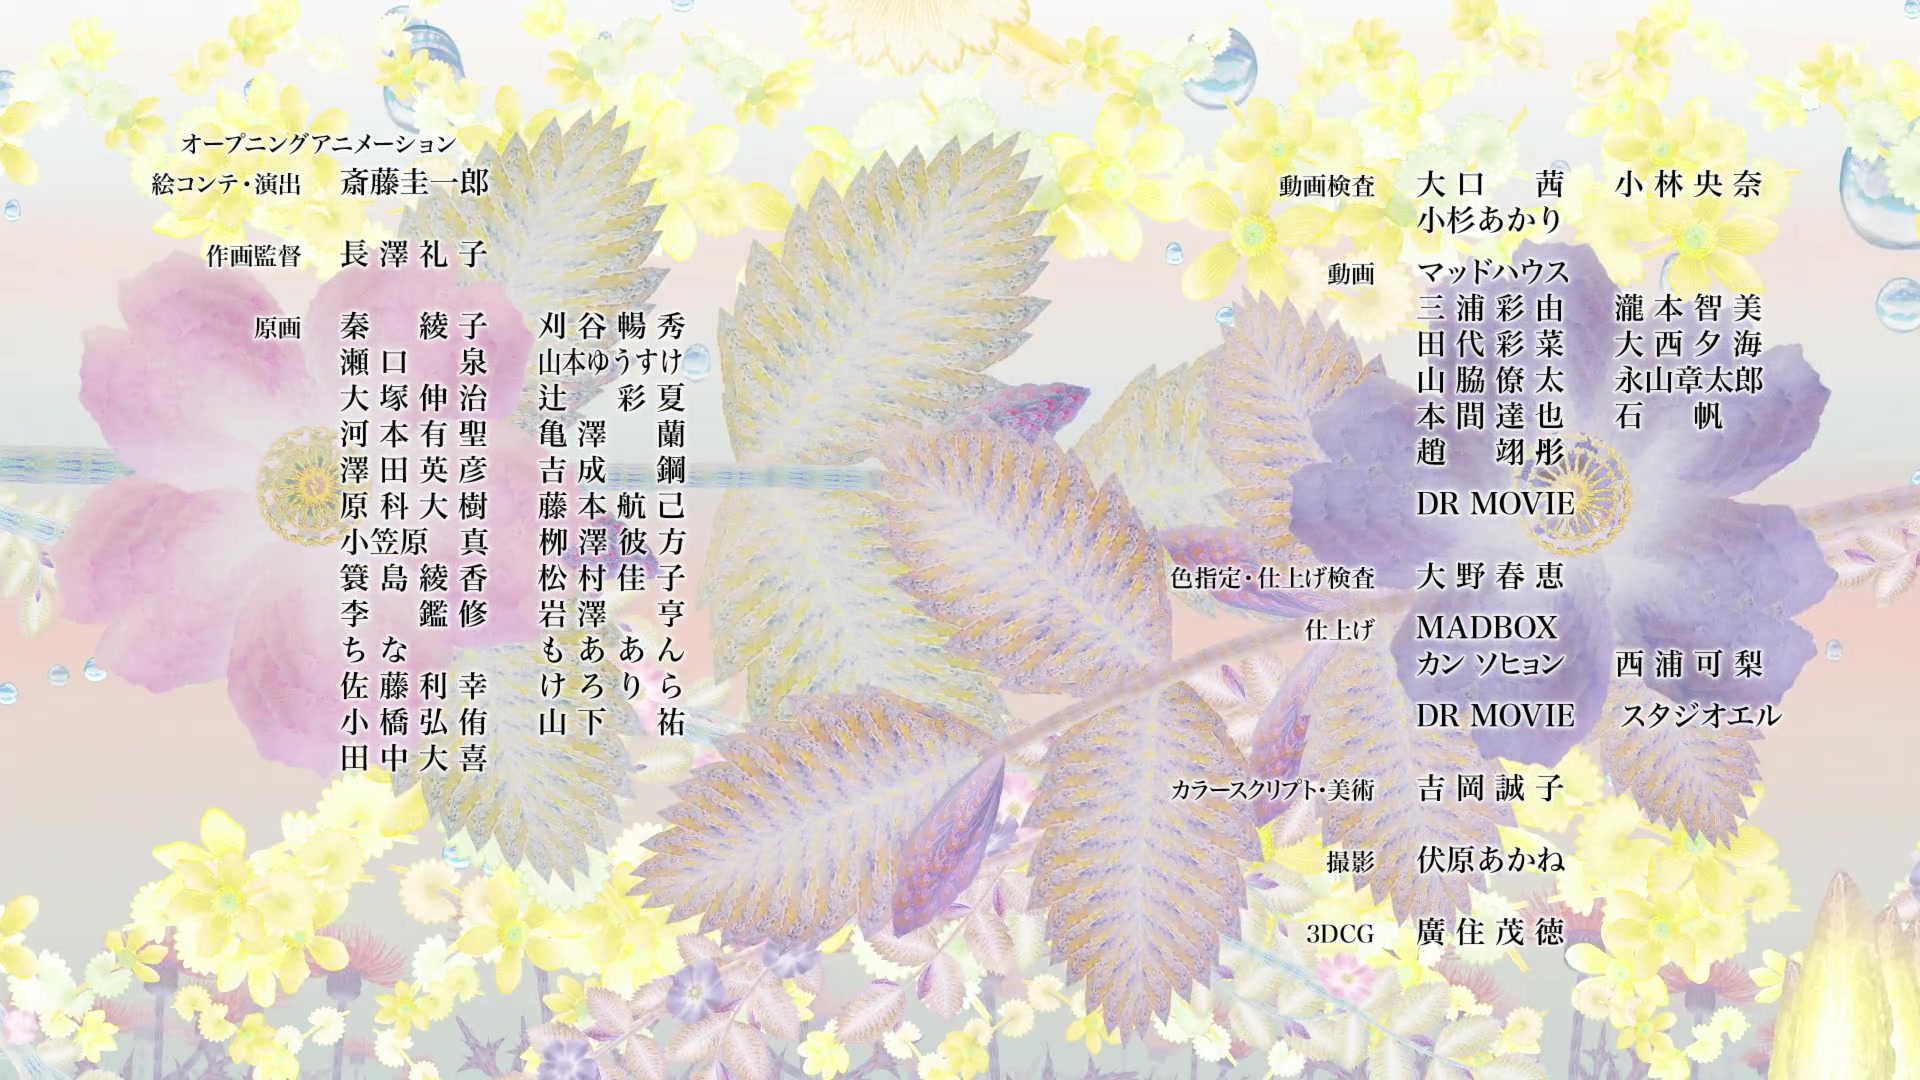 オープニングアニメーション
絵コンテ・演出 斎藤圭一郎
作画監督 長澤礼子
原画 秦綾子 刈谷暢秀
瀬口泉 山本ゆうすけ
大塚伸治 辻彩夏
河本有聖 亀澤蘭
澤田英彦 吉成鋼
原科大樹 藤本航己
小笠原真 栁澤彼方
簑島綾香 松村佳子
李鑑修 岩澤亨
ちな もああん
佐藤利幸 けろりら
小橋弘侑 山下祐
田中大喜
動画検査 大口茜 小林央奈
小杉あかり
動画 マッドハウス
三浦彩由 瀧本智美
田代彩菜 大西夕海
山脇僚太 永山章太郎
本間達也 石帆
趙翊彤
DR MOVIE
色指定・仕上げ検査 大野春恵
仕上げ MADBOX
カン ソヒョン 西浦可梨
DR MOVIE スタジオエル
カラースクリプト・美術 吉岡誠子
撮影 伏原あかね
3DCG 廣住茂徳